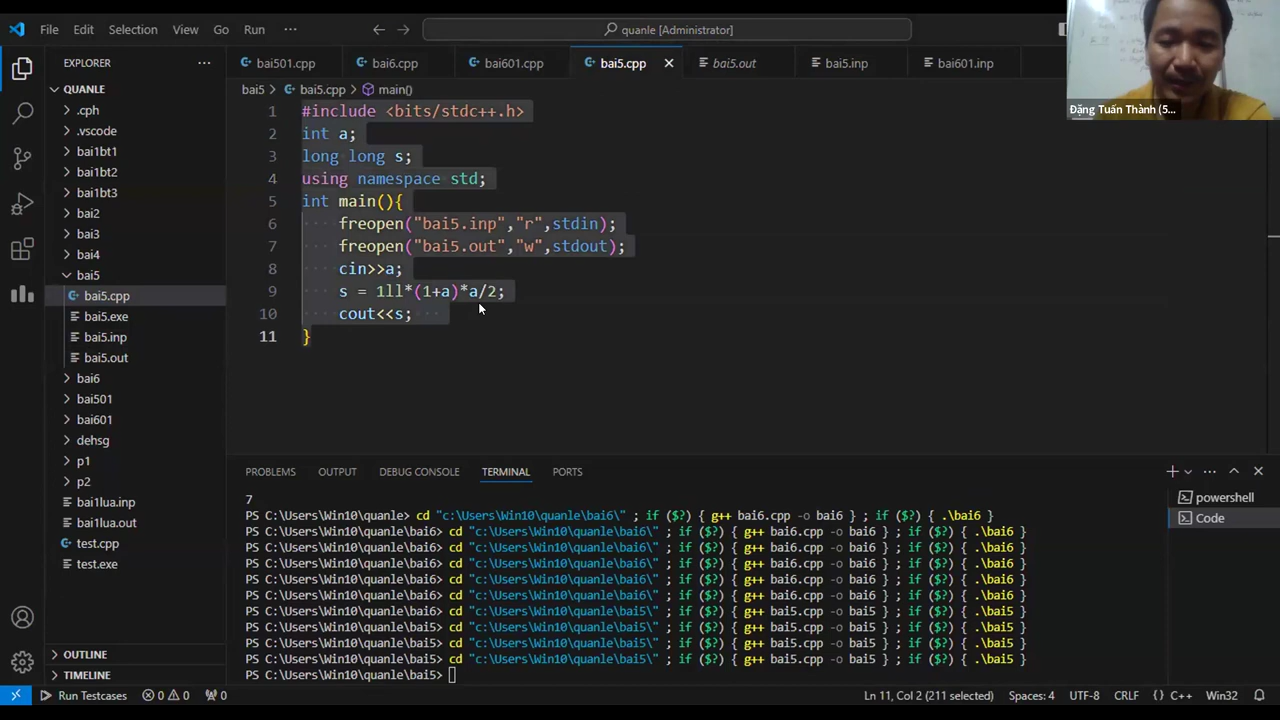 File Edit Selection View Go Run ··· quanle [Administrator]
EXPLORER ··· bai501.cpp bai6.cpp bai601.cpp bai5.cpp bai5.out bai5.inp bai601.inp
Đặng Tuấn Thành (5...
QUANLE
bai5 > bai5.cpp > main()
.cph
.vscode
bai1bt1
bai1bt2
bai1bt3
bai2
bai3
bai4
bai5
bai5.cpp
bai5.exe
bai5.inp
bai5.out
bai6
bai501
bai601
dehsg
p1
p2
bai1lua.inp
bai1lua.out
test.cpp
test.exe
OUTLINE
TIMELINE
1 #include <bits/stdc++.h>
2 int a;
3 long long s;
4 using namespace std;
5 int main(){
6 freopen("bai5.inp","r",stdin);
7 freopen("bai5.out","w",stdout);
8 cin>>a;
9 s = 1ll*(1+a)*a/2;
10 cout<<s;
11 }
PROBLEMS OUTPUT DEBUG CONSOLE TERMINAL PORTS
powershell
Code
7
PS C:\Users\Win10\quanle> cd "c:\Users\Win10\quanle\bai6\" ; if ($?) { g++ bai6.cpp -o bai6 } ; if ($?) { .\bai6 }
PS C:\Users\Win10\quanle\bai6> cd "c:\Users\Win10\quanle\bai6\" ; if ($?) { g++ bai6.cpp -o bai6 } ; if ($?) { .\bai6 }
PS C:\Users\Win10\quanle\bai6> cd "c:\Users\Win10\quanle\bai6\" ; if ($?) { g++ bai6.cpp -o bai6 } ; if ($?) { .\bai6 }
PS C:\Users\Win10\quanle\bai6> cd "c:\Users\Win10\quanle\bai6\" ; if ($?) { g++ bai6.cpp -o bai6 } ; if ($?) { .\bai6 }
PS C:\Users\Win10\quanle\bai6> cd "c:\Users\Win10\quanle\bai6\" ; if ($?) { g++ bai6.cpp -o bai6 } ; if ($?) { .\bai6 }
PS C:\Users\Win10\quanle\bai6> cd "c:\Users\Win10\quanle\bai6\" ; if ($?) { g++ bai6.cpp -o bai6 } ; if ($?) { .\bai6 }
PS C:\Users\Win10\quanle\bai6> cd "c:\Users\Win10\quanle\bai5\" ; if ($?) { g++ bai5.cpp -o bai5 } ; if ($?) { .\bai5 }
PS C:\Users\Win10\quanle\bai5> cd "c:\Users\Win10\quanle\bai5\" ; if ($?) { g++ bai5.cpp -o bai5 } ; if ($?) { .\bai5 }
PS C:\Users\Win10\quanle\bai5> cd "c:\Users\Win10\quanle\bai5\" ; if ($?) { g++ bai5.cpp -o bai5 } ; if ($?) { .\bai5 }
PS C:\Users\Win10\quanle\bai5> cd "c:\Users\Win10\quanle\bai5\" ; if ($?) { g++ bai5.cpp -o bai5 } ; if ($?) { .\bai5 }
PS C:\Users\Win10\quanle\bai5>
Run Testcases 0 0 0 Ln 11, Col 2 (211 selected) Spaces: 4 UTF-8 CRLF {} C++ Win32